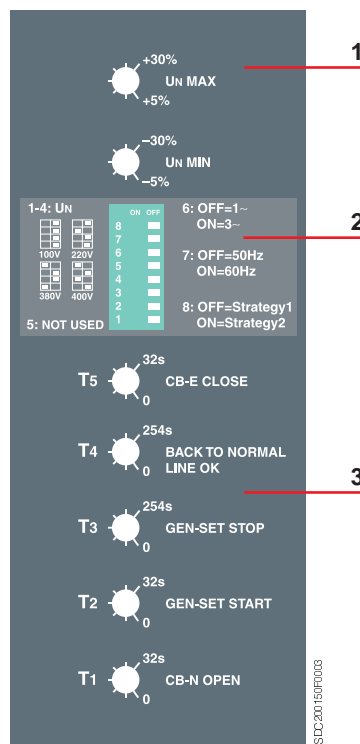 +30%
1
UN MAX
+5%
–30%
UN MIN
–5%
1-4: UN
100V 220V
380V 400V
5: NOT USED
ON OFF
8
7
6
5
4
3
2
1
6: OFF=1~
ON=3~
2
7: OFF=50Hz
ON=60Hz
8: OFF=Strategy1
ON=Strategy2
32s
T5 CB-E CLOSE
0
254s
T4 BACK TO NORMAL
LINE OK
0
3
254s
T3 GEN-SET STOP
0
32s
T2 GEN-SET START
0
32s
T1 CB-N OPEN
0
SDC200150F0003